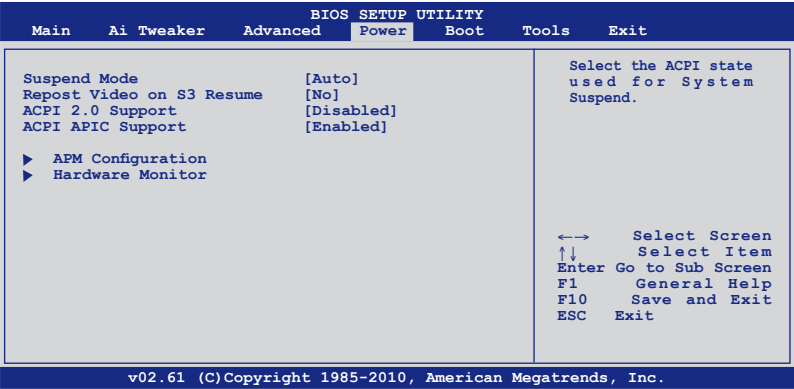 BIOS SETUP UTILITY
Main Ai Tweaker Advanced Power Boot Tools Exit
Suspend Mode [Auto]
Repost Video on S3 Resume [No]
ACPI 2.0 Support [Disabled]
ACPI APIC Support [Enabled]
▶ APM Configuration
▶ Hardware Monitor
Select the ACPI state
used for System
Suspend.
←→ Select Screen
↑↓ Select Item
Enter Go to Sub Screen
F1 General Help
F10 Save and Exit
ESC Exit
v02.61 (C)Copyright 1985-2010, American Megatrends, Inc.